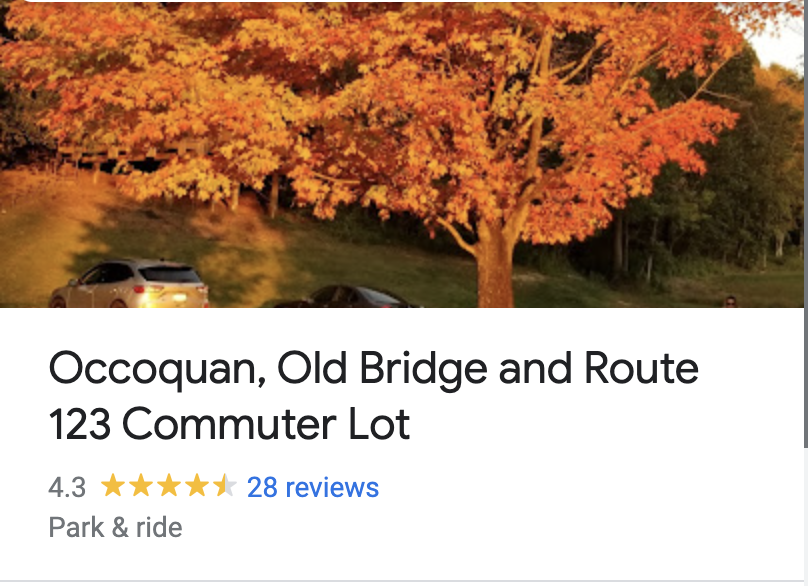 Occoquan, Old Bridge and Route
123 Commuter Lot
4.3 28 reviews
Park & ride